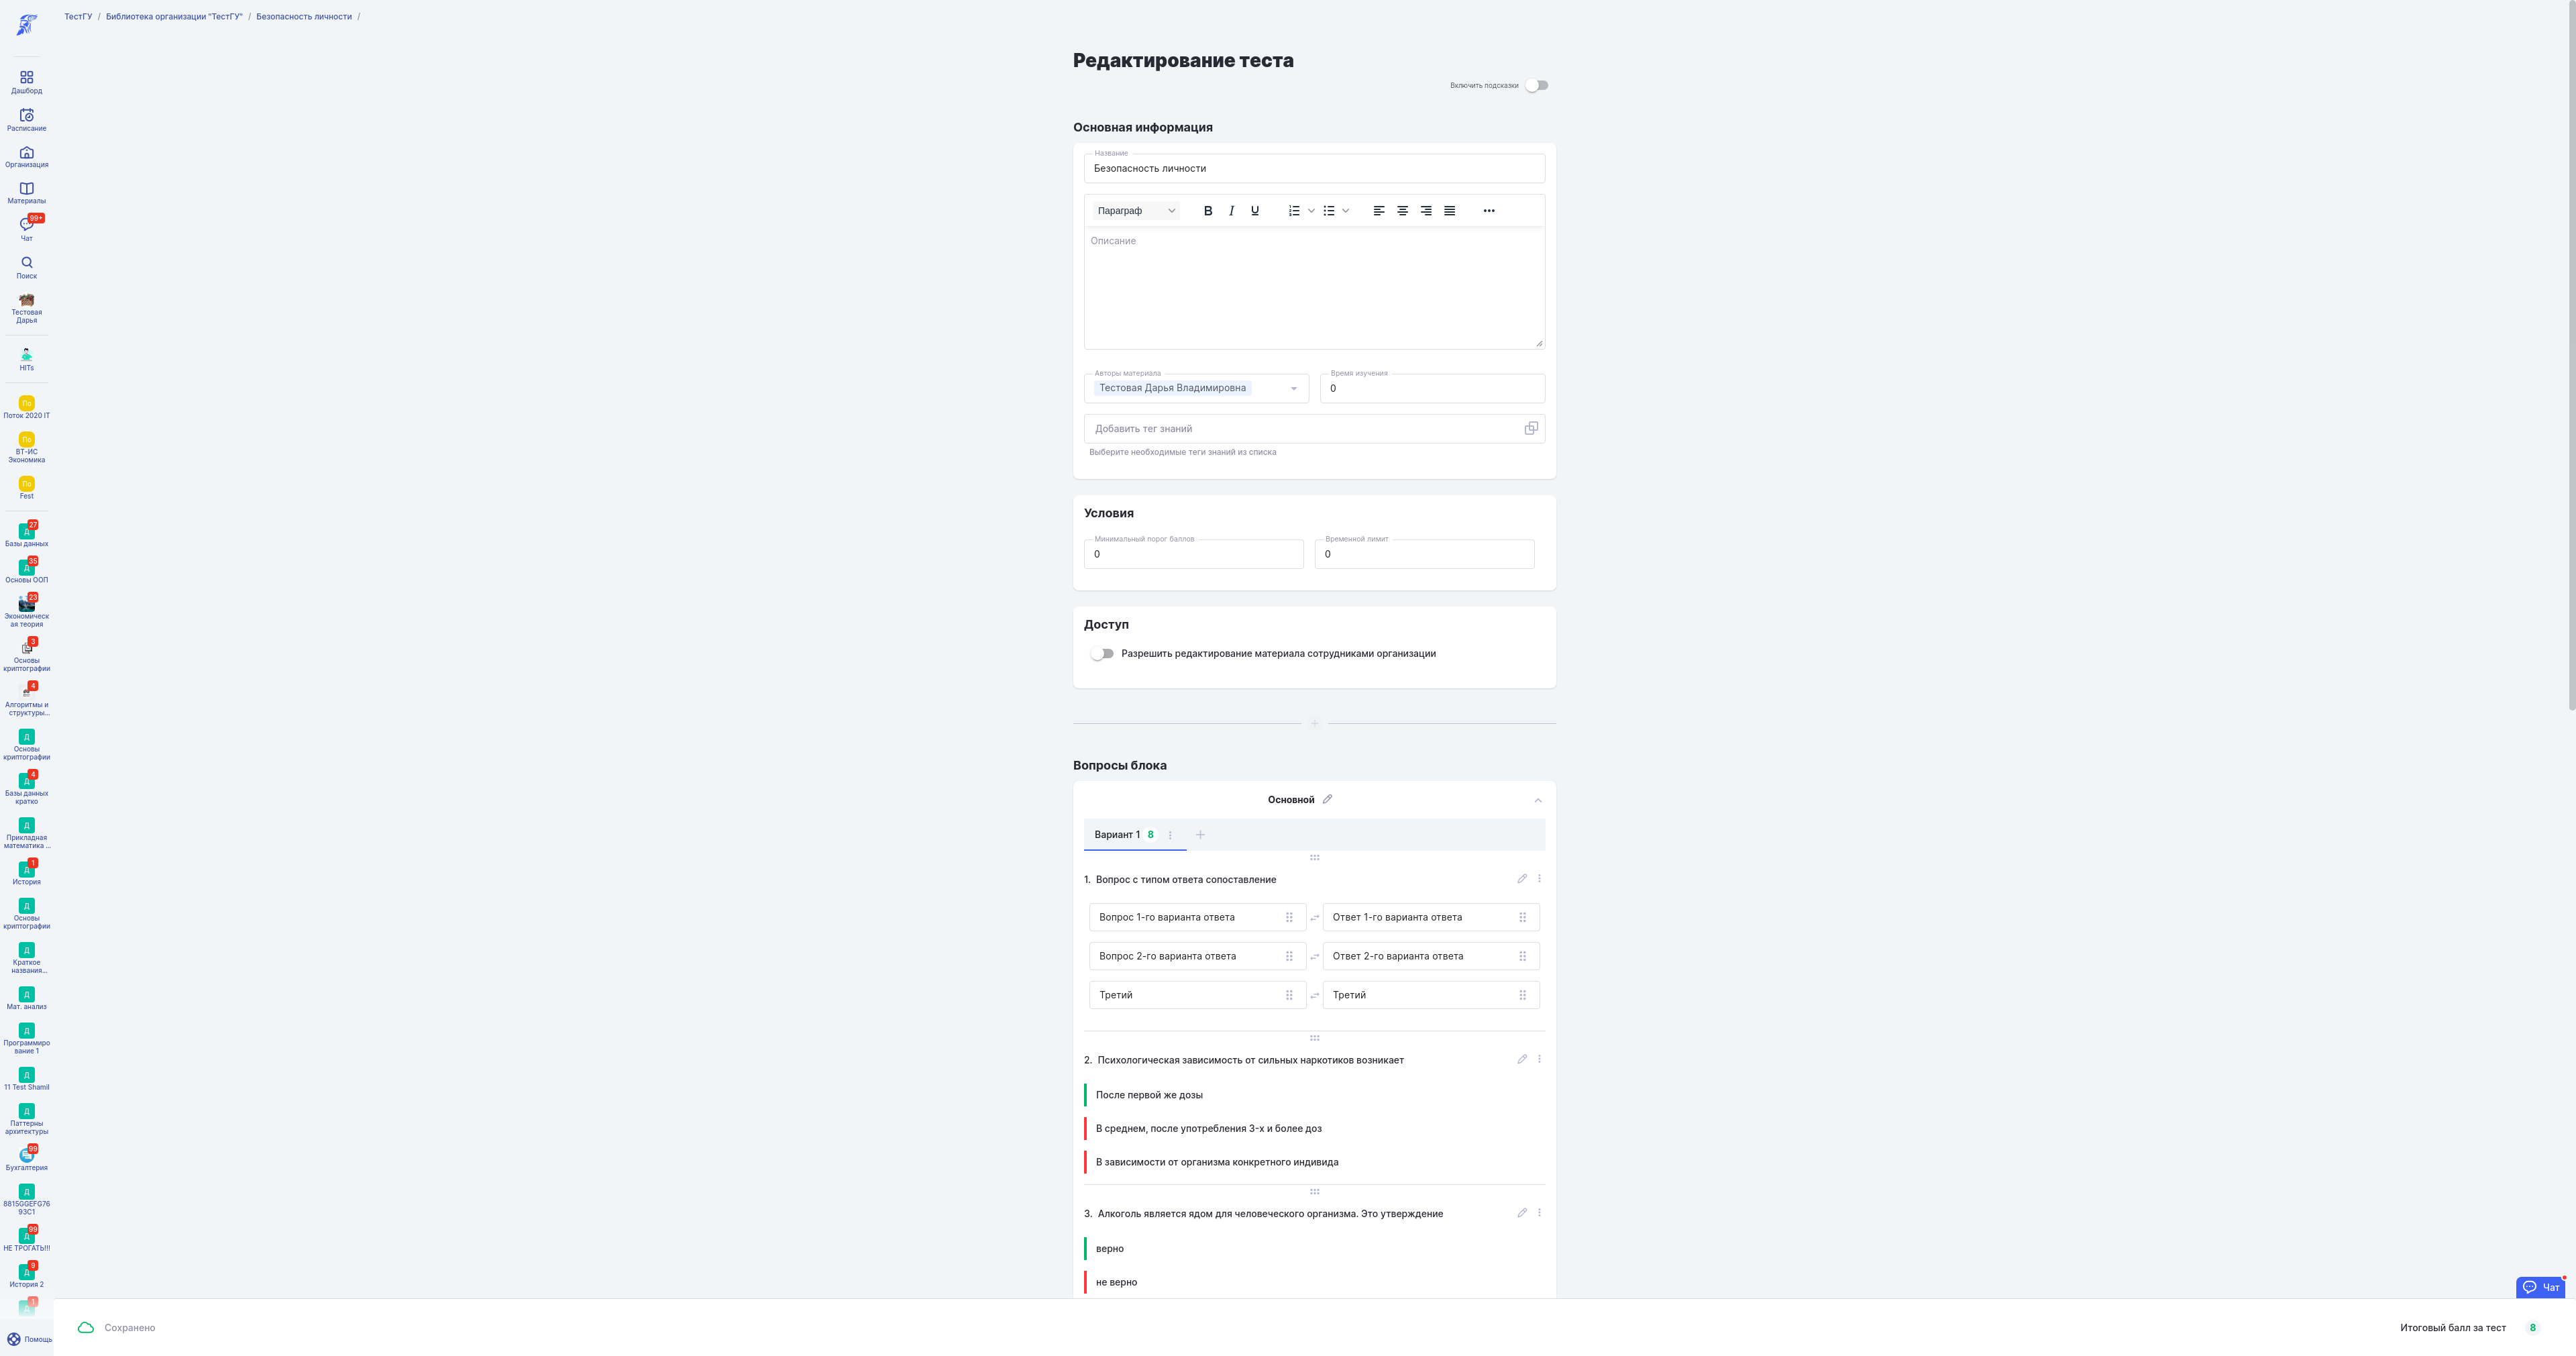 ТестГУ / Библиотека организации "ТестГУ" / Безопасность личности /
Дашборд
Расписание
Организация
Материалы
99+
Чат
Поиск
Тестовая
Дарья
HITs
По
Поток 2020 IT
По
ВТ-ИС
Экономика
По
Fest
27
Д
Базы данных
35
Д
Основы ООП
23
Экономическ
ая теория
3
Основы
криптографии
4
Алгоритмы и
структуры...
Д
Основы
криптографии
4
Д
Базы данных
кратко
Д
Прикладная
математика ...
1
Д
История
Д
Основы
криптографии
Д
Краткое
названия...
Д
Мат. анализ
Д
Программиро
вание 1
Д
11 Test Shamil
Д
Паттерны
архитектуры
99
Бухгалтерия
Д
8815GGEFG76
93C1
99
Д
НЕ ТРОГАТЬ!!!
9
Д
История 2
1
Д
Помощь
Редактирование теста
Включить подсказки
Основная информация
Название
Безопасность личности
Параграф B I U
Описание
Авторы материала Время изучения
Тестовая Дарья Владимировна 0
Добавить тег знаний
Выберите необходимые теги знаний из списка
Условия
Минимальный порог баллов Временной лимит
0 0
Доступ
Разрешить редактирование материала сотрудниками организации
Вопросы блока
Основной
Вариант 1 8
1. Вопрос с типом ответа сопоставление
Вопрос 1-го варианта ответа Ответ 1-го варианта ответа
Вопрос 2-го варианта ответа Ответ 2-го варианта ответа
Третий Третий
2. Психологическая зависимость от сильных наркотиков возникает
После первой же дозы
В среднем, после употребления 3-х и более доз
В зависимости от организма конкретного индивида
3. Алкоголь является ядом для человеческого организма. Это утверждение
верно
не верно
Чат
Сохранено Итоговый балл за тест 8